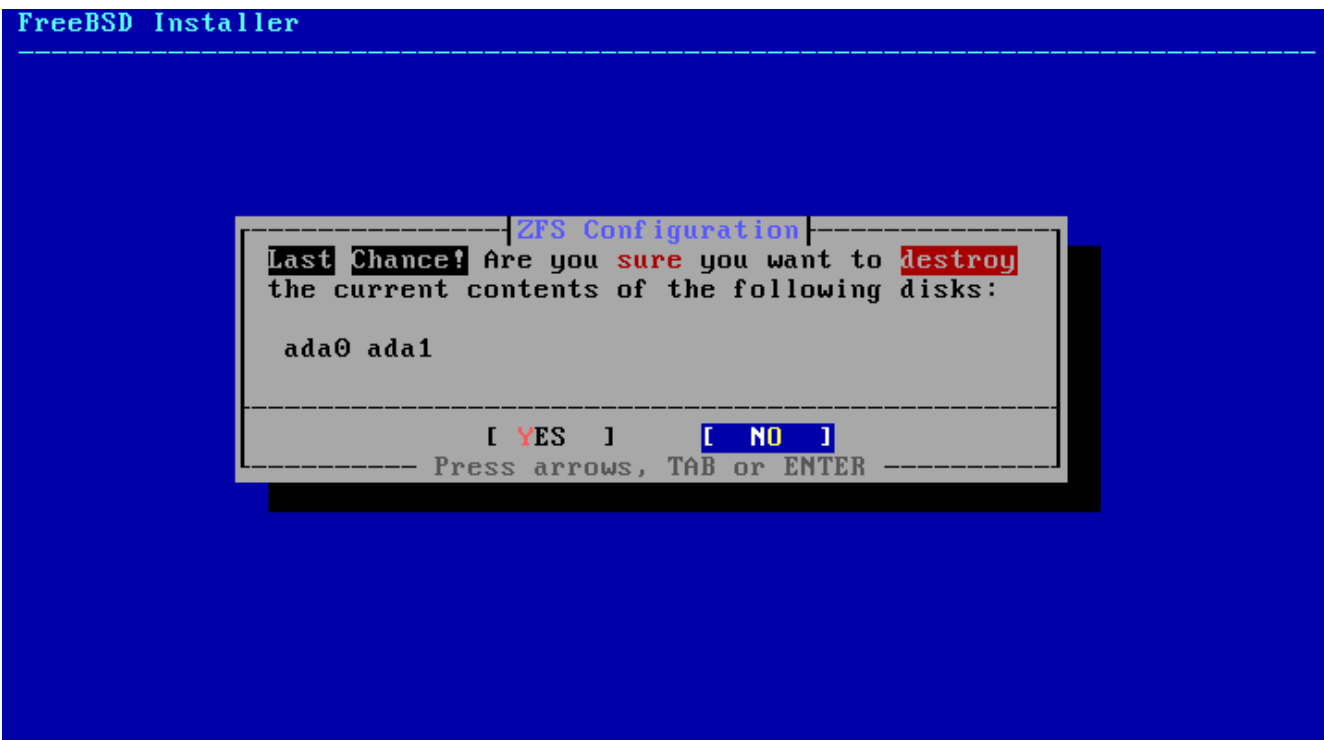 FreeBSD Installer
ZFS Configuration
Last Chance! Are you sure you want to destroy
the current contents of the following disks:
ada0 ada1
[ YES ] [ NO ]
Press arrows, TAB or ENTER